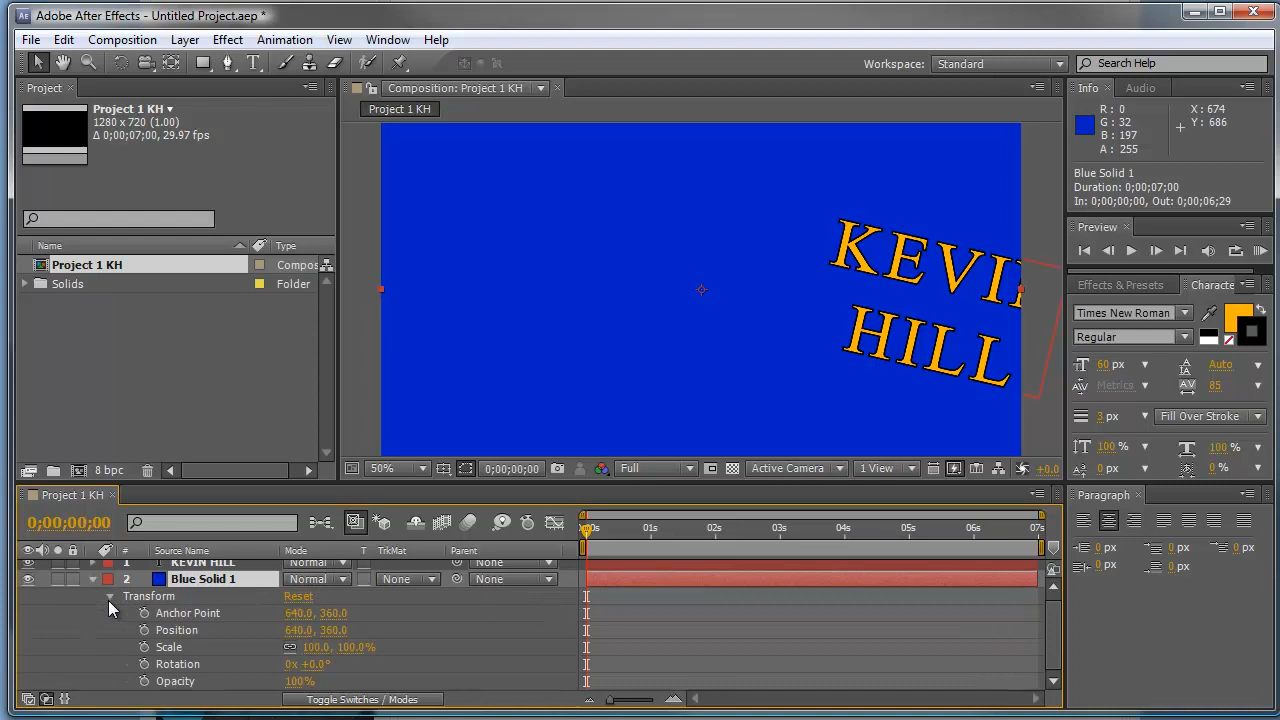 Ae Adobe After Effects - Untitled Project.aep *
File Edit Composition Layer Effect Animation View Window Help
Workspace: Standard Search Help
Project
Project 1 KH
1280 x 720 (1.00)
Δ 0;00;07;00, 29.97 fps
Name Type
Project 1 KH Compos
Solids Folder
8 bpc
Composition: Project 1 KH
Project 1 KH
KEVIN
HILL
50% 0;00;00;00 Full Active Camera 1 View +0.0
Info Audio
R : 0
G : 32
B : 197
A : 255
X : 674
Y : 686
Blue Solid 1
Duration: 0;00;07;00
In: 0;00;00;00, Out: 0;00;06;29
Preview
Effects & Presets Characte
Times New Roman
Regular
60 px Auto
Metrics 85
3 px Fill Over Stroke
100 % 100 %
0 px 0 %
Paragraph
0 px 0 px 0 px
0 px 0 px
Project 1 KH
0;00;00;00
01s 02s 03s 04s 05s 06s 07s
# Source Name Mode T TrkMat Parent
1 T KEVIN HILL Normal None
2 Blue Solid 1 Normal None None
Transform Reset
Anchor Point 640.0, 360.0
Position 640.0, 360.0
Scale 100.0, 100.0%
Rotation 0x +0.0°
Opacity 100%
Toggle Switches / Modes